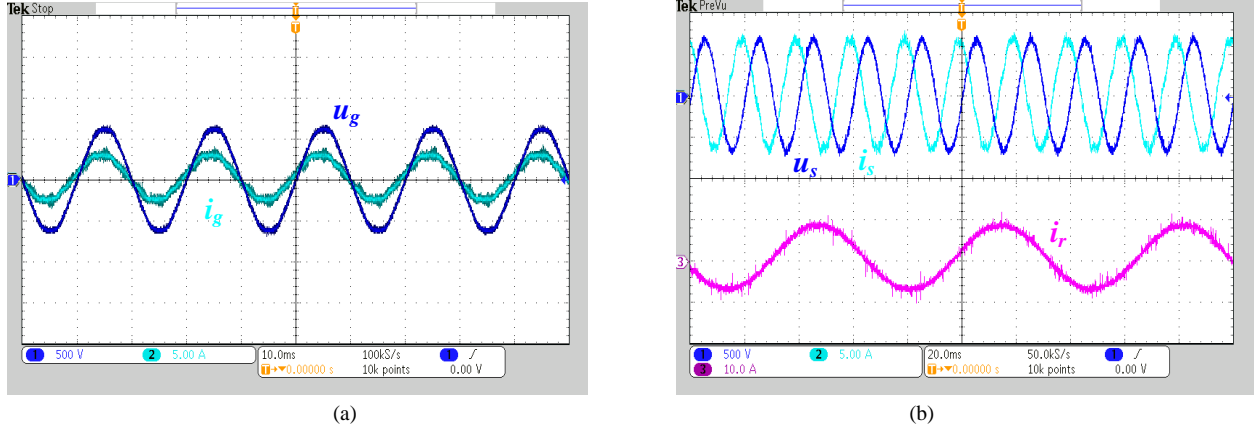 Tek Stop
T
T
u_g
1
i_g
1 500 V 2 5.00 A
10.0ms 100kS/s 1 ∕
T→▼0.00000 s 10k points 0.00 V
(a)
Tek PreVu
T
T
1
u_s i_s
i_r
3
1 500 V 2 5.00 A
3 10.0 A
20.0ms 50.0kS/s 1 ∕
T→▼0.00000 s 10k points 0.00 V
(b)